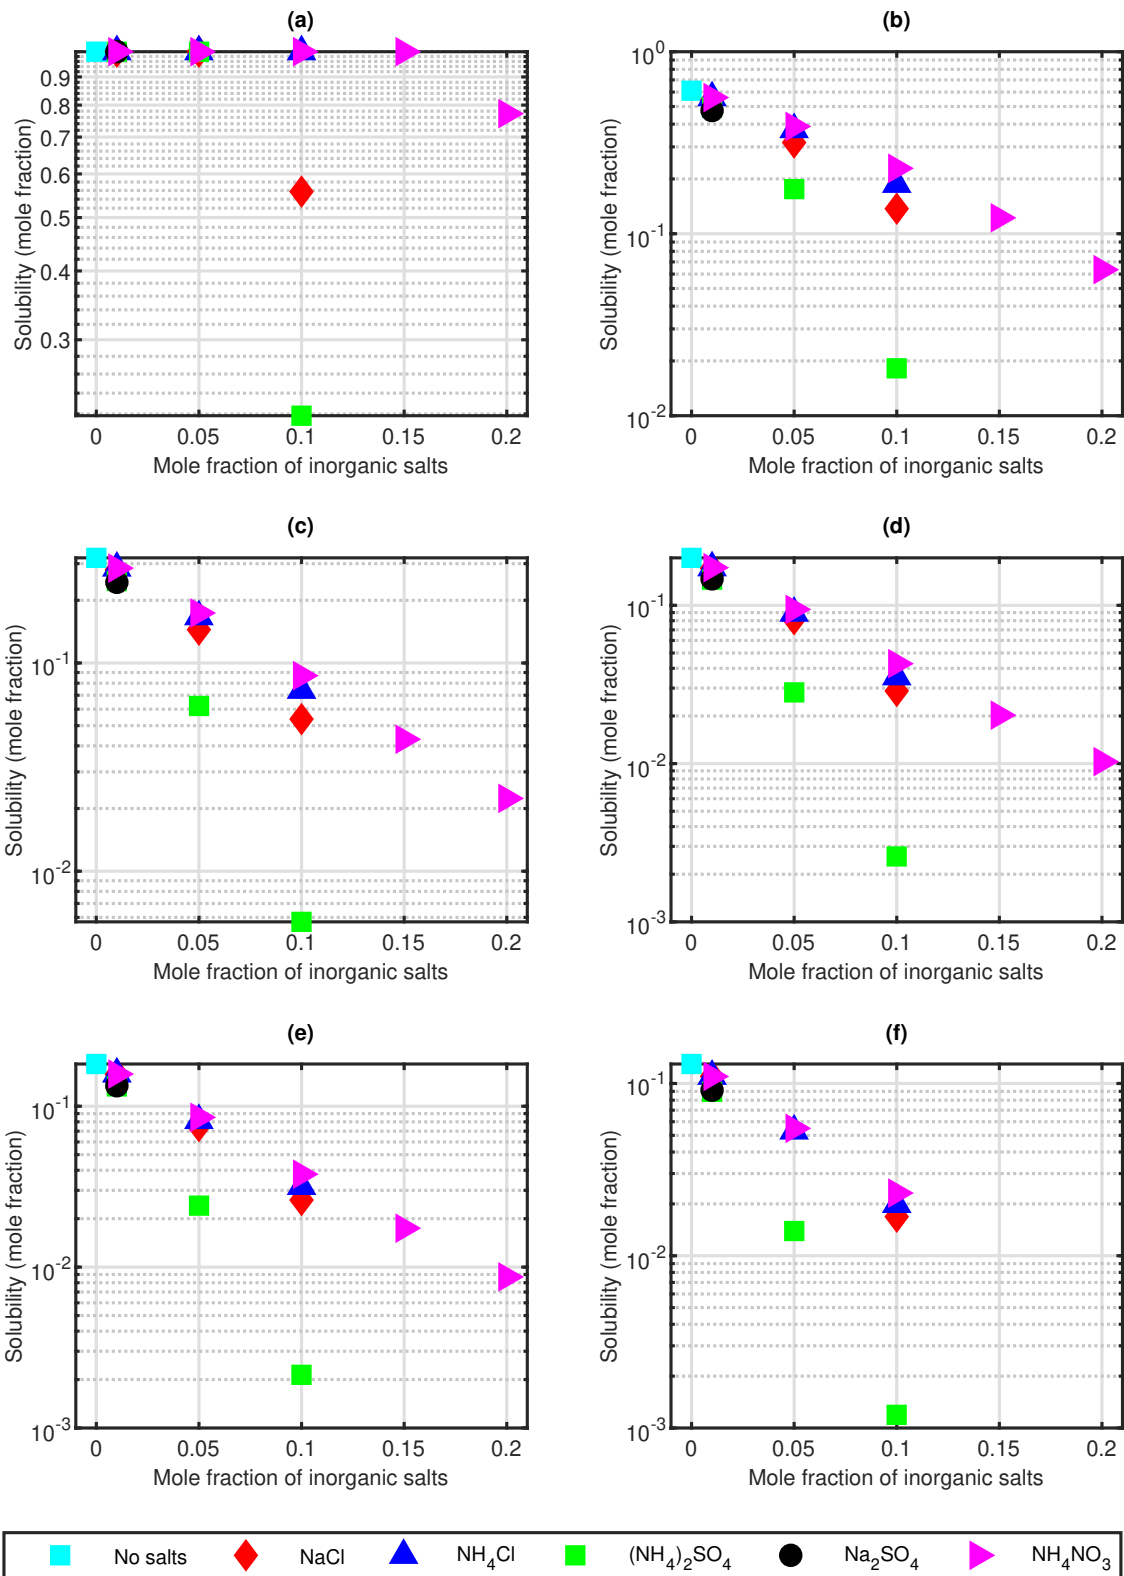 (a)
Solubility (mole fraction)
0.9
0.8
0.7
0.6
0.5
0.4
0.3
0 0.05 0.1 0.15 0.2
Mole fraction of inorganic salts
(b)
Solubility (mole fraction)
10^0
10^-1
10^-2
0 0.05 0.1 0.15 0.2
Mole fraction of inorganic salts
(c)
Solubility (mole fraction)
10^-1
10^-2
0 0.05 0.1 0.15 0.2
Mole fraction of inorganic salts
(d)
Solubility (mole fraction)
10^-1
10^-2
10^-3
0 0.05 0.1 0.15 0.2
Mole fraction of inorganic salts
(e)
Solubility (mole fraction)
10^-1
10^-2
10^-3
0 0.05 0.1 0.15 0.2
Mole fraction of inorganic salts
(f)
Solubility (mole fraction)
10^-1
10^-2
10^-3
0 0.05 0.1 0.15 0.2
Mole fraction of inorganic salts
No salts NaCl NH₄Cl (NH₄)₂SO₄ Na₂SO₄ NH₄NO₃